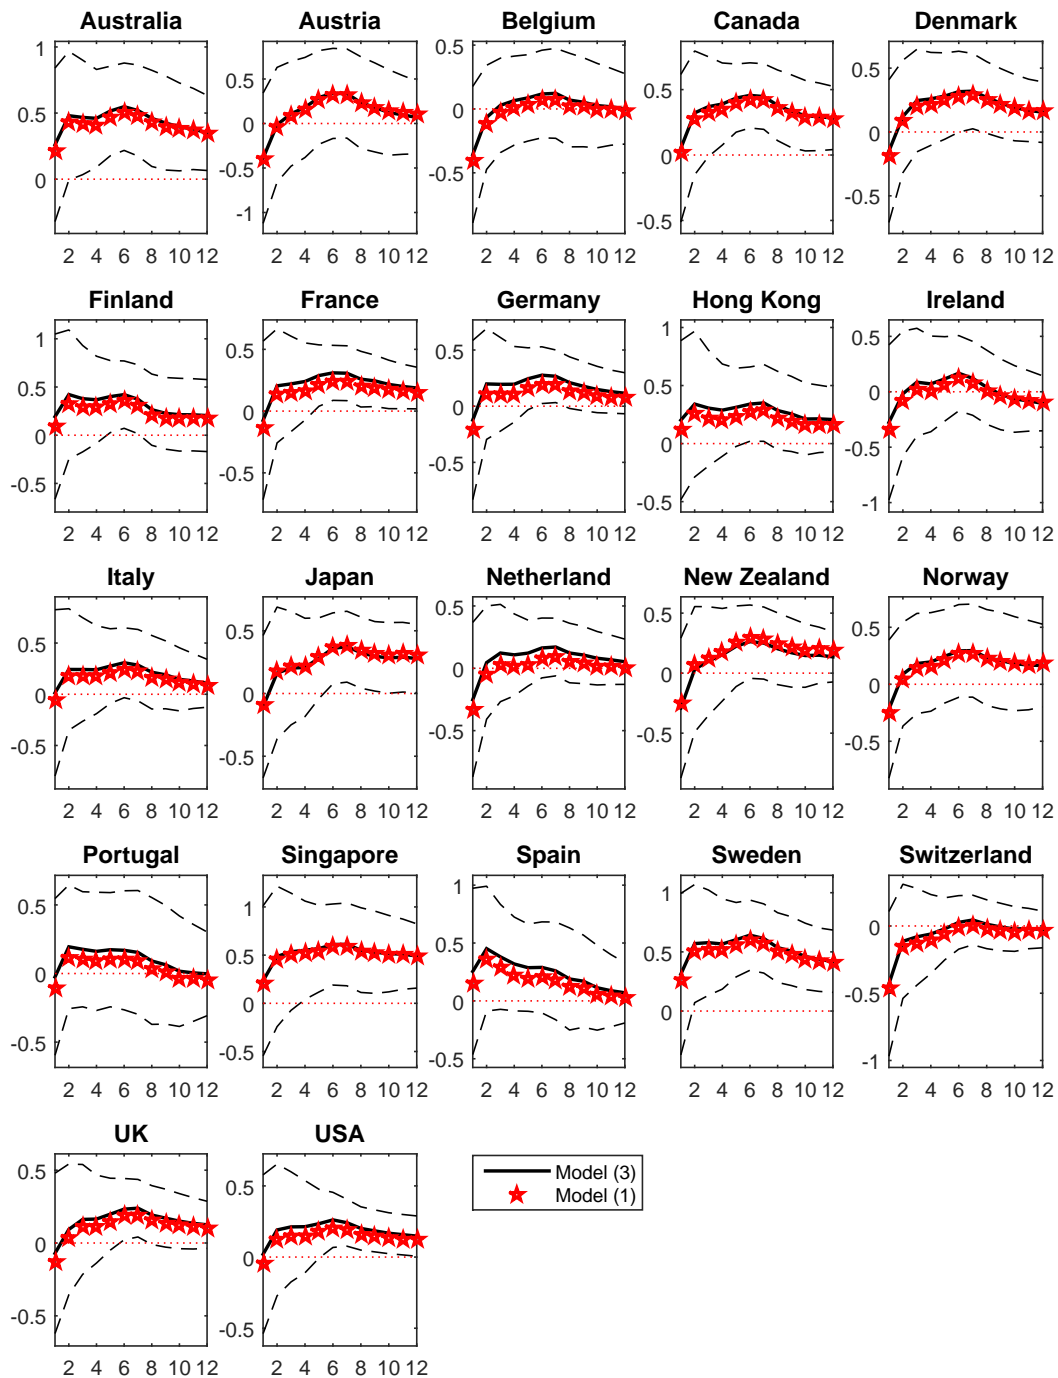 Australia Austria Belgium Canada Denmark
1 0.5 0
0.5 0 -0.5 -1
0.5 0 -0.5
0.5 0 -0.5
0.5 0 -0.5
2 4 6 8 10 12 2 4 6 8 10 12 2 4 6 8 10 12 2 4 6 8 10 12 2 4 6 8 10 12
Finland France Germany Hong Kong Ireland
1 0.5 0 -0.5
0.5 0 -0.5
0.5 0 -0.5
1 0.5 0 -0.5
0.5 0 -0.5 -1
2 4 6 8 10 12 2 4 6 8 10 12 2 4 6 8 10 12 2 4 6 8 10 12 2 4 6 8 10 12
Italy Japan Netherland New Zealand Norway
0.5 0 -0.5
0.5 0 -0.5
0.5 0 -0.5
0.5 0 -0.5
0.5 0 -0.5
2 4 6 8 10 12 2 4 6 8 10 12 2 4 6 8 10 12 2 4 6 8 10 12 2 4 6 8 10 12
Portugal Singapore Spain Sweden Switzerland
0.5 0 -0.5
1 0.5 0 -0.5
1 0.5 0 -0.5
1 0.5 0
0 -0.5 -1
2 4 6 8 10 12 2 4 6 8 10 12 2 4 6 8 10 12 2 4 6 8 10 12 2 4 6 8 10 12
UK USA
0.5 0 -0.5
0.5 0 -0.5
2 4 6 8 10 12 2 4 6 8 10 12
Model (3)
Model (1)